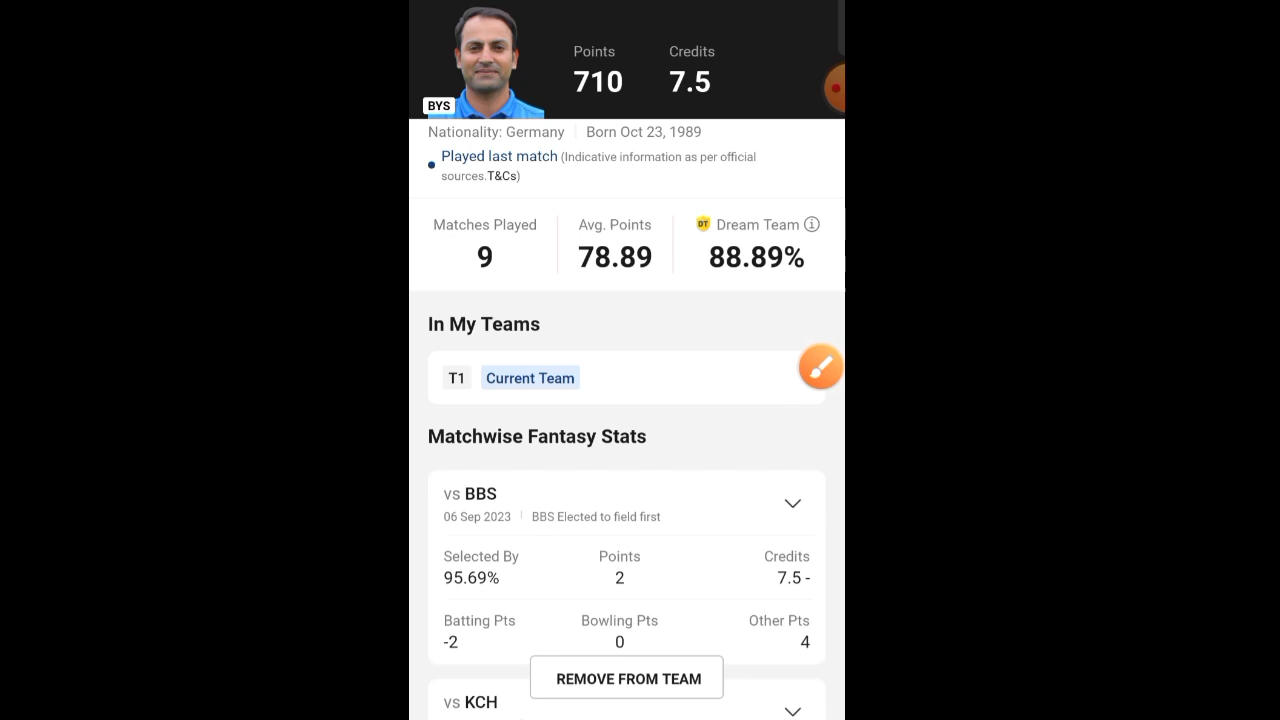 Points Credits
710 7.5
BYS
Nationality: Germany Born Oct 23, 1989
Played last match (Indicative information as per official
sources.T&Cs)
Matches Played Avg. Points DT Dream Team
9 78.89 88.89%
In My Teams
T1 Current Team
Matchwise Fantasy Stats
vs BBS
06 Sep 2023 BBS Elected to field first
Selected By Points Credits
95.69% 2 7.5 -
Batting Pts Bowling Pts Other Pts
-2 0 4
REMOVE FROM TEAM
vs KCH